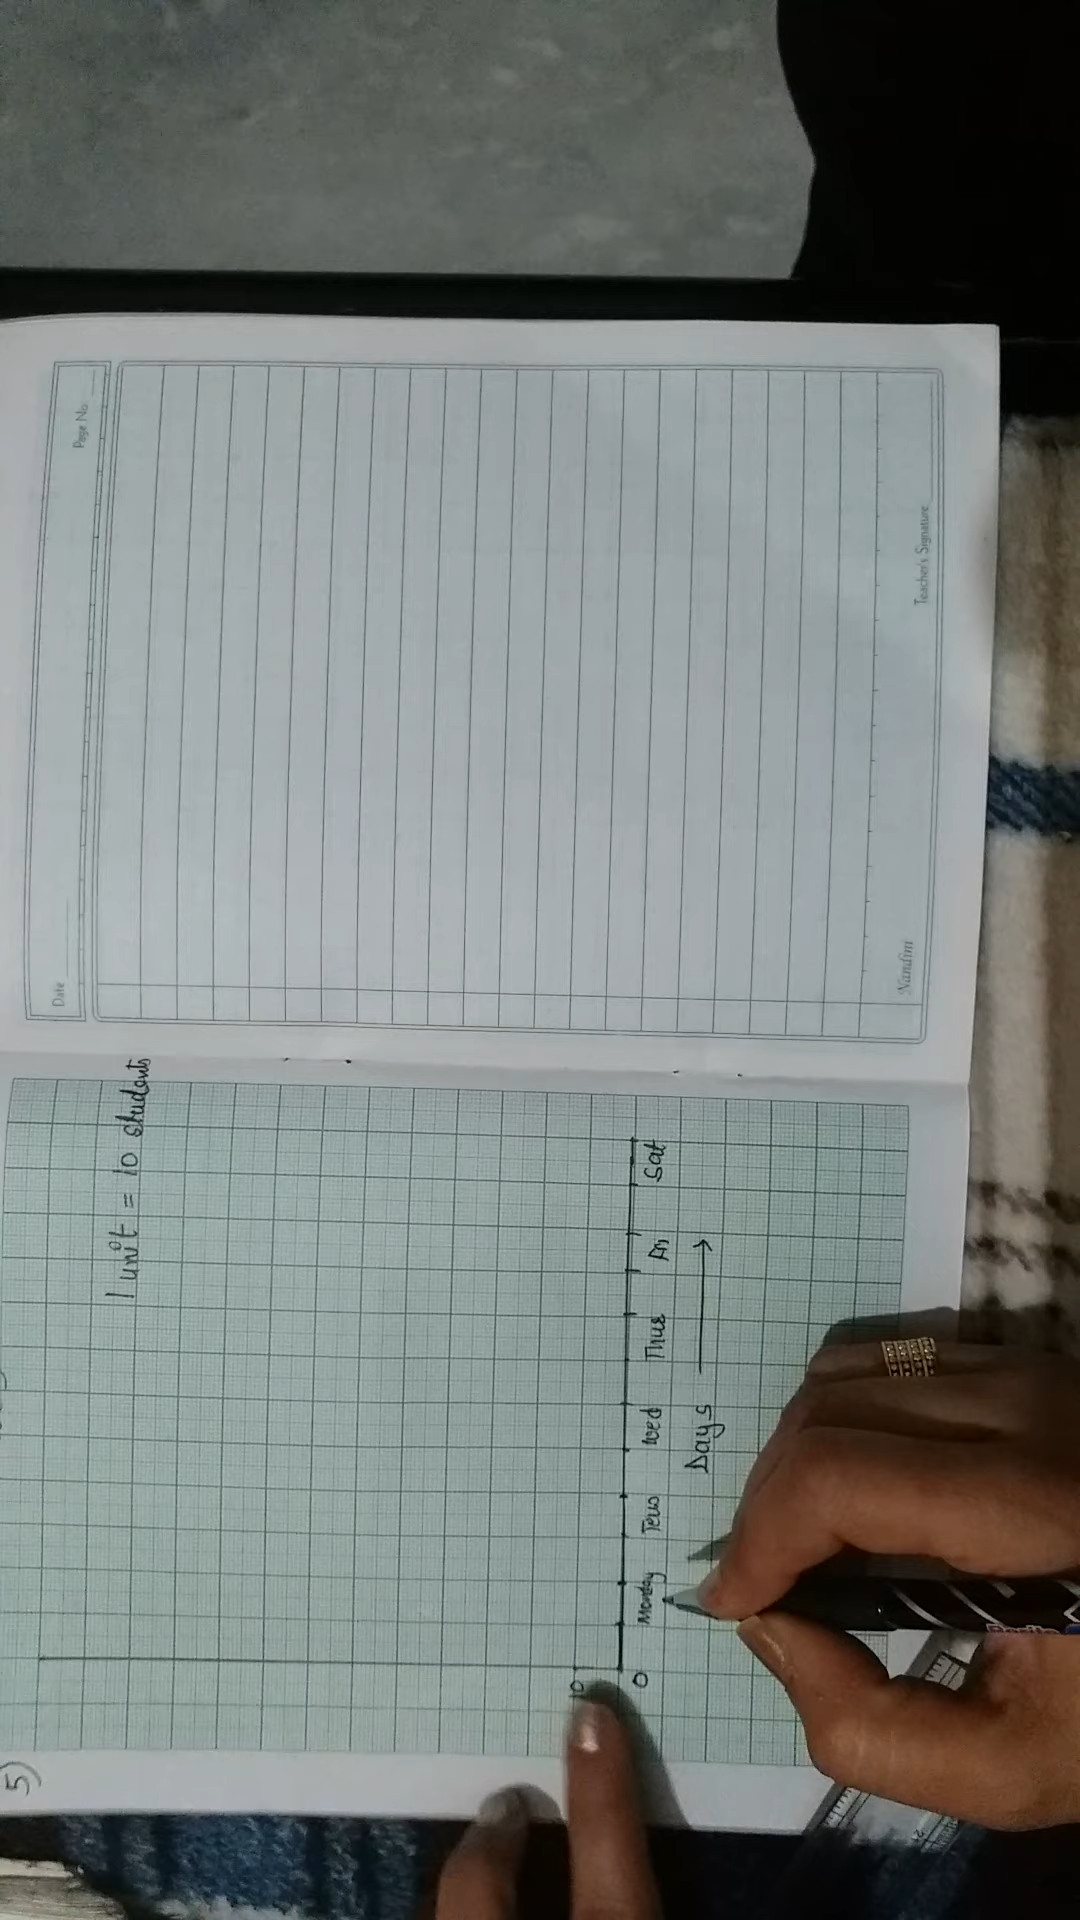 5)
1 unit = 10 students
10
0
Monday Teus Wed Thus Fri Sat
Days
Date
Page No.
Teacher's Signature
Nandini